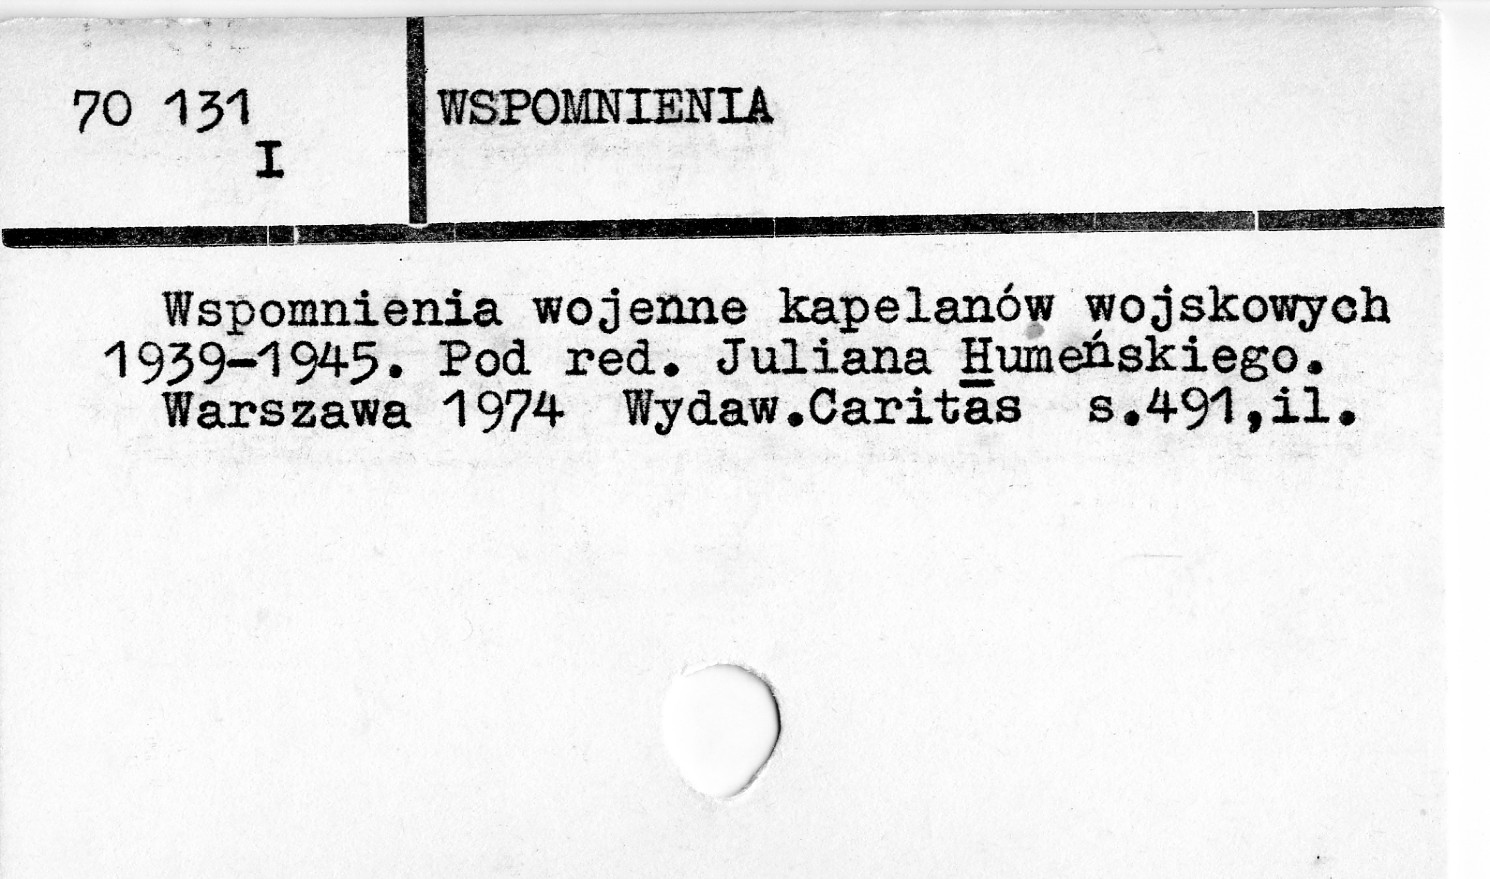 70 131
I
WSPOMNIENIA
Wspomnienia wojenne kapelanów wojskowych
1939-1945. Pod red. Juliana Humeńskiego.
Warszawa 1974 Wydaw.Caritas s.491,il.